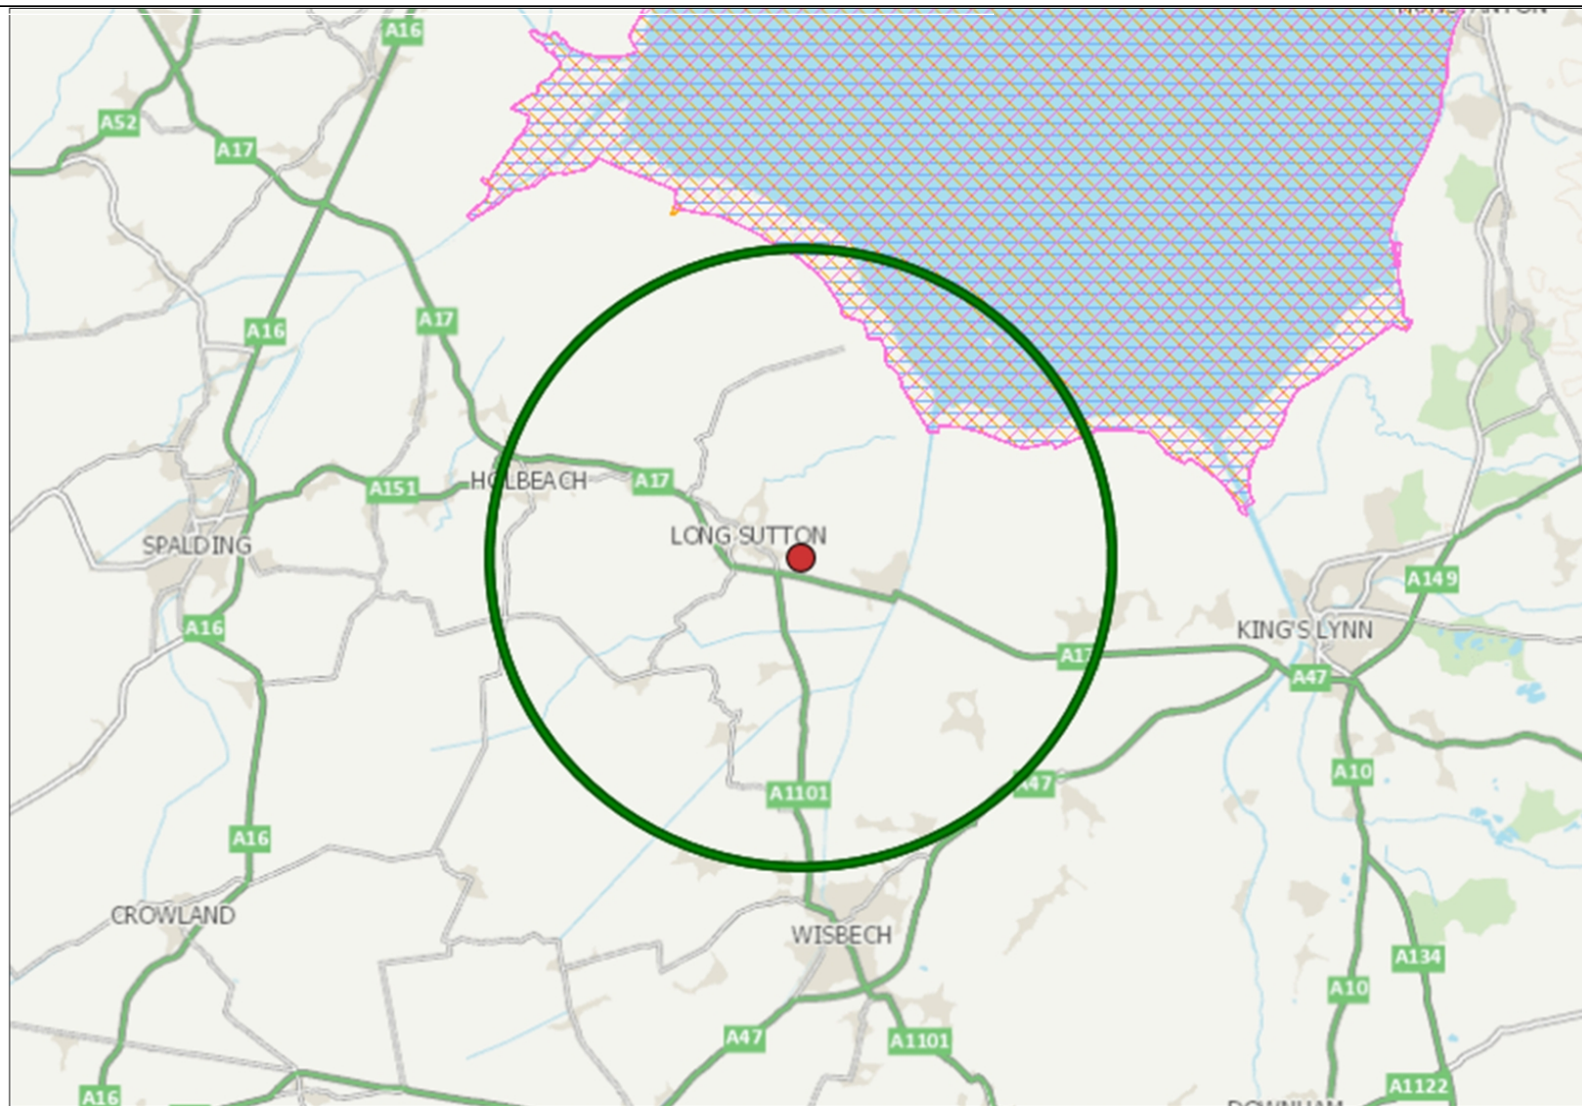 A16
A52
A17
A17
A16
HOLBEACH
A17
A151
LONG SUTTON
SPALDING
A149
A16
KING'S LYNN
A17
A47
A10
A47
A1101
A16
CROWLAND
WISBECH
A134
A10
A47
A1101
A1122
A16